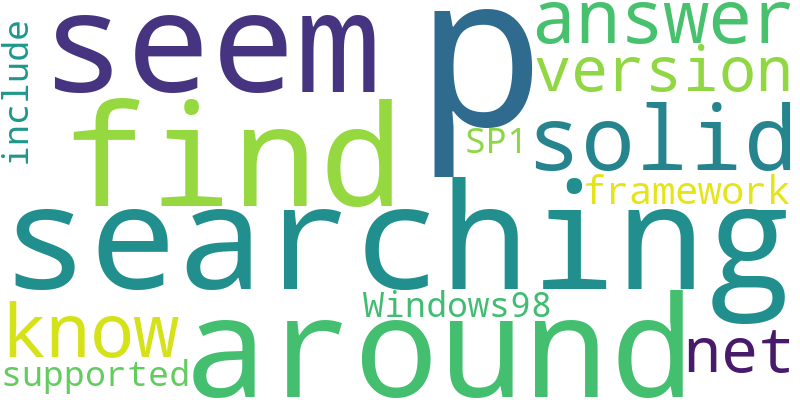 include
seem
p
answer
version
find
SP1
solid
framework
searching
know
Windows98
around
net
supported